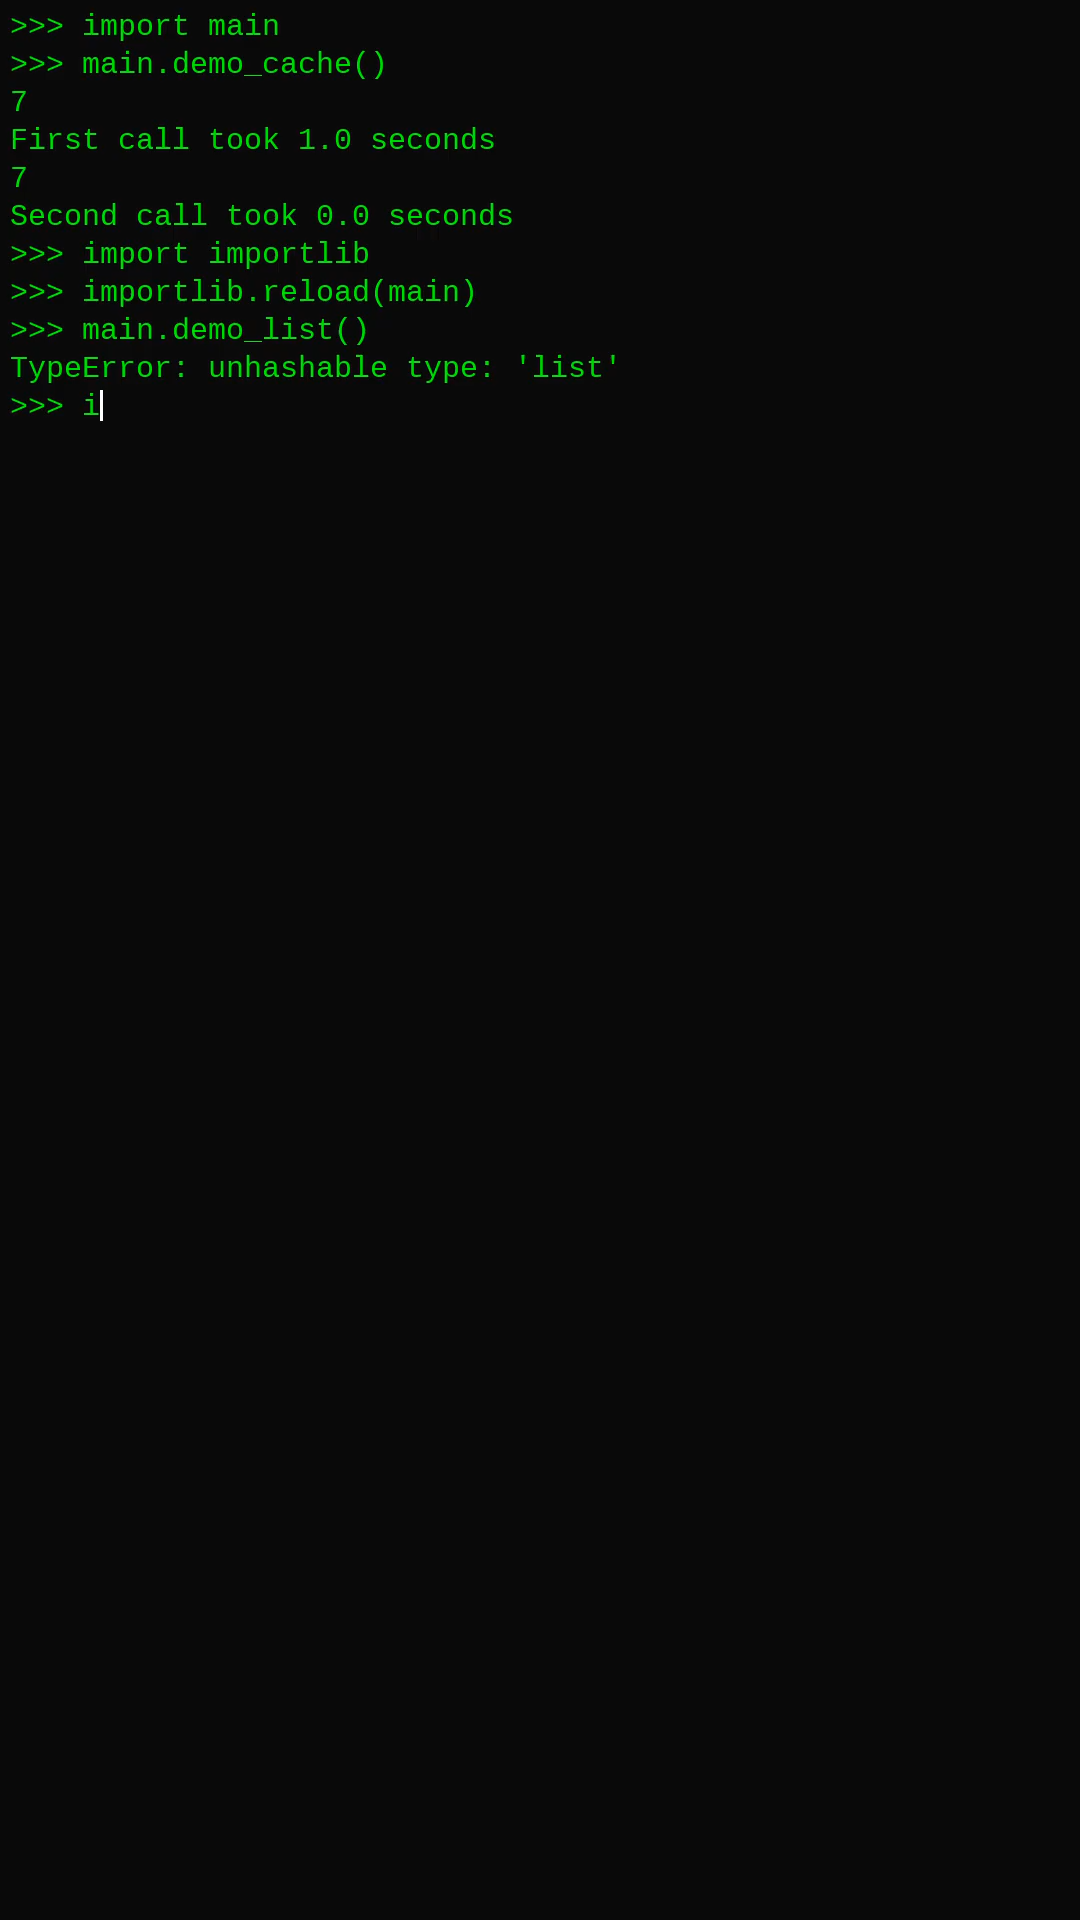 >>> import main
>>> main.demo_cache()
7
First call took 1.0 seconds
7
Second call took 0.0 seconds
>>> import importlib
>>> importlib.reload(main)
>>> main.demo_list()
TypeError: unhashable type: 'list'
>>> i